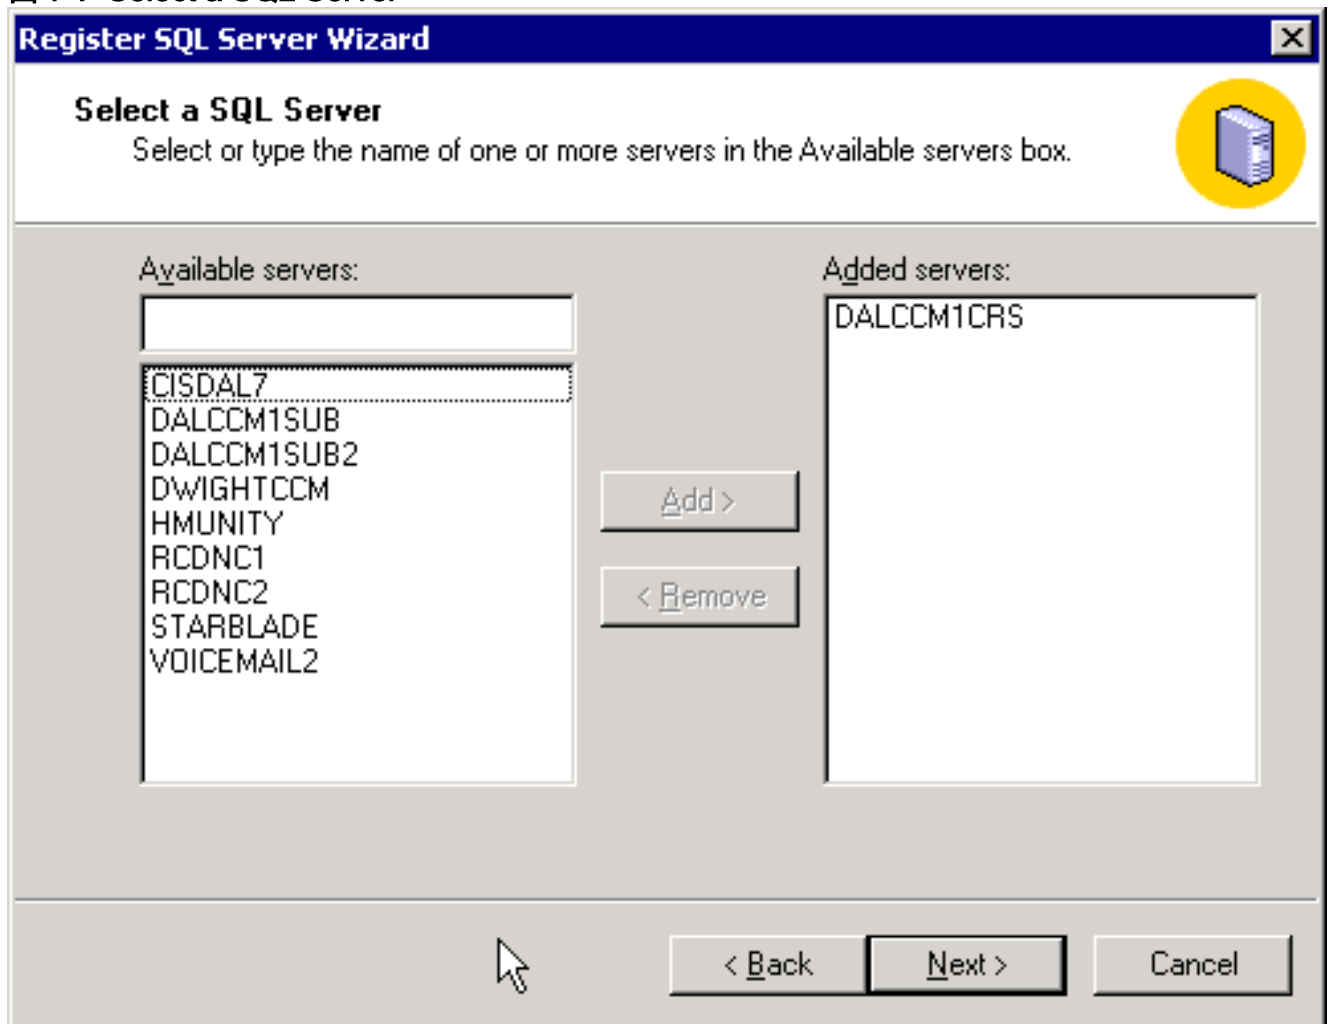 Register SQL Server Wizard
Select a SQL Server
Select or type the name of one or more servers in the Available servers box.
Available servers:
CISDAL7
DALCCM1SUB
DALCCM1SUB2
DWIGHTCCM
HMUNITY
RCDNC1
RCDNC2
STARBLADE
VOICEMAIL2
Add >
< Remove
Added servers:
DALCCM1CRS
< Back
Next >
Cancel